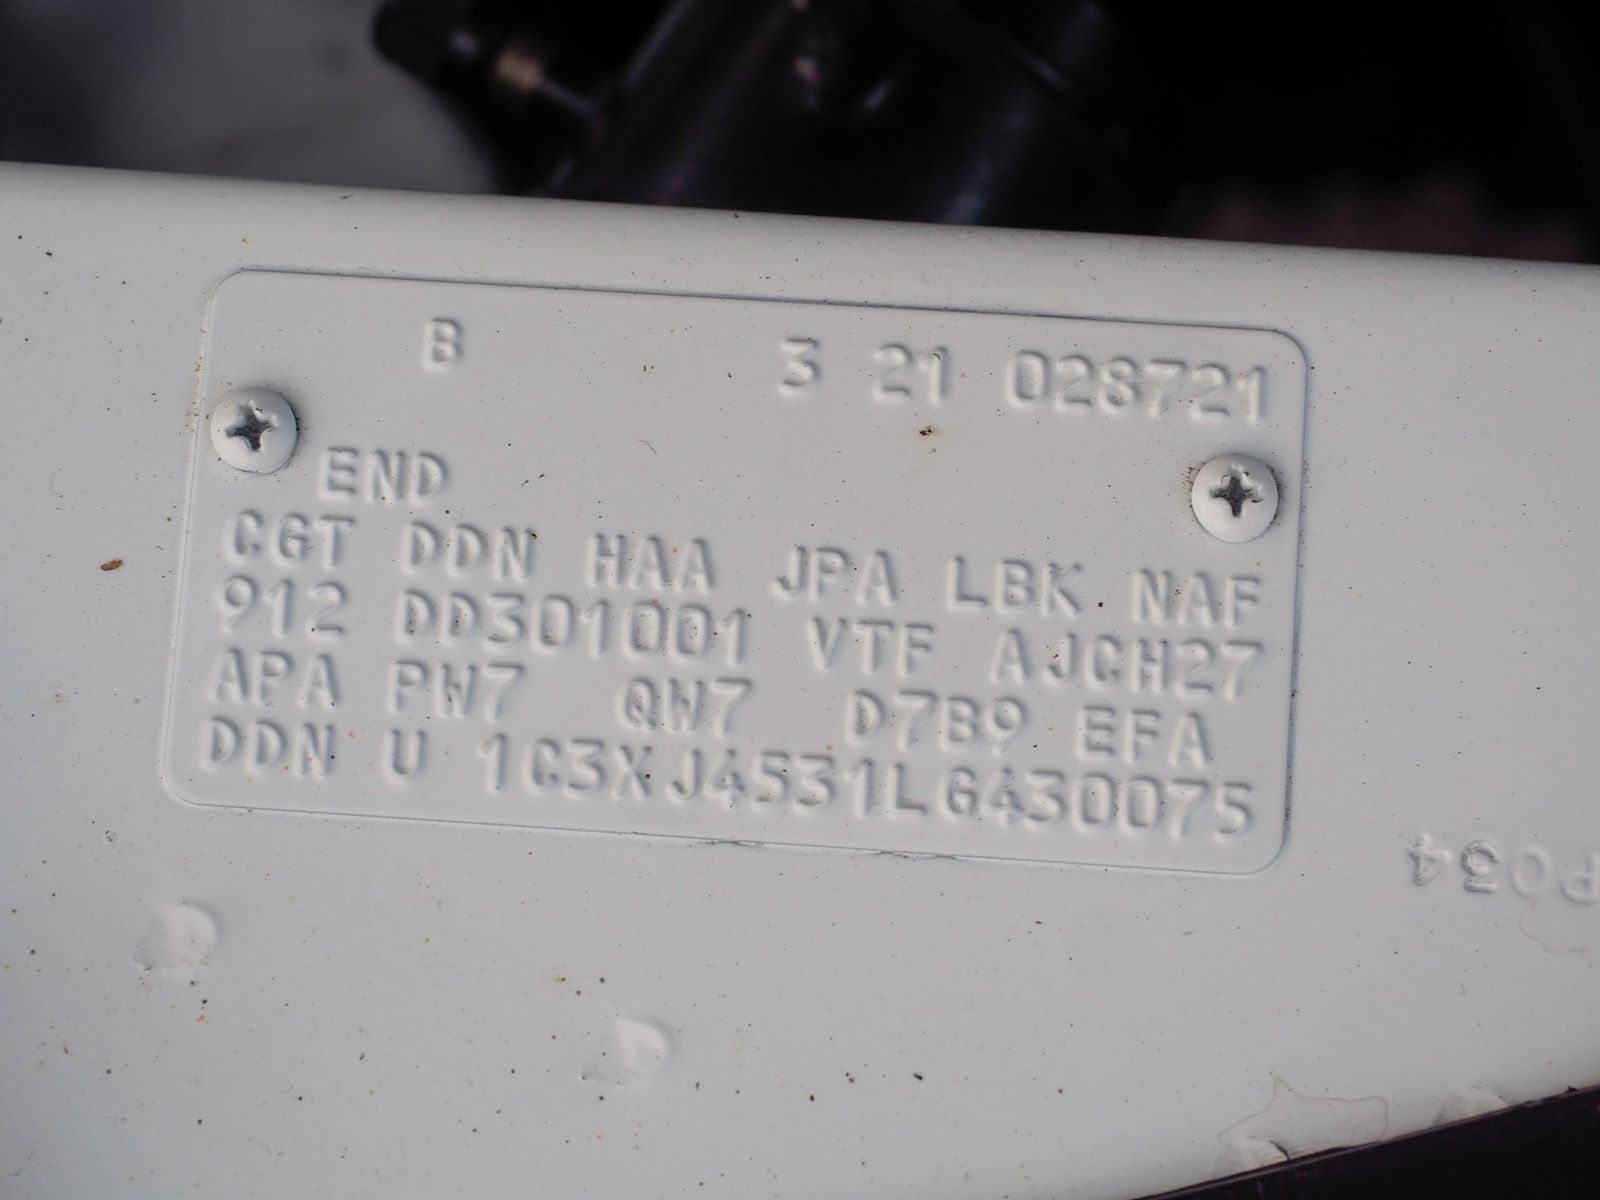 B 3 21 028721
END
CGT DDN HAA JPA LBK NAF
912 DD301001 VTF AJCH27
APA PW7 QW7 D7B9 EFA
DDN U 1C3XJ4531LG430075
P034